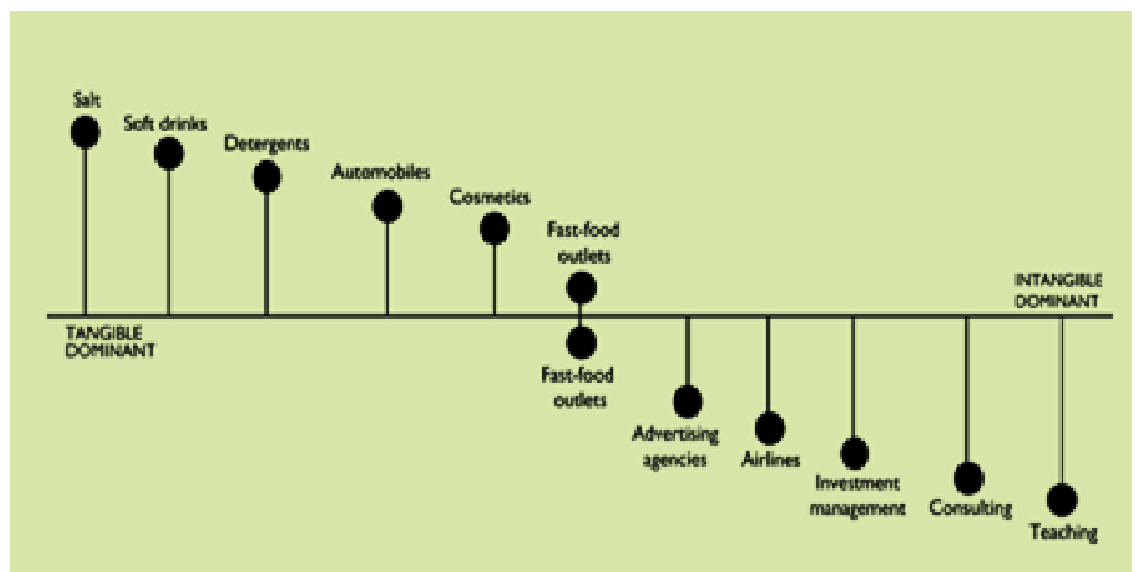 Salt
Soft drinks
Detergents
Automobiles
Cosmetics
Fast-food
outlets
INTANGIBLE
DOMINANT
TANGIBLE
DOMINANT
Fast-food
outlets
Advertising
agencies
Airlines
Investment
management
Consulting
Teaching